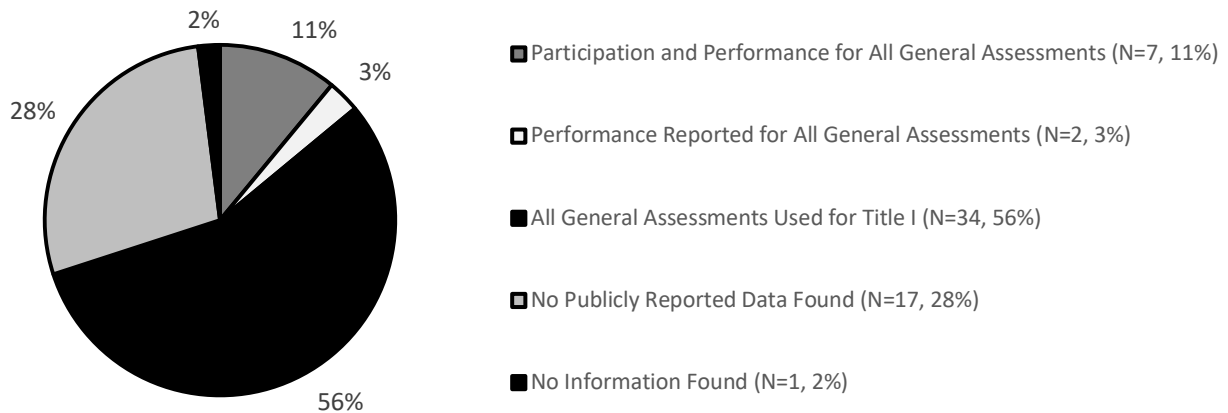 2%
11%
3%
28%
56%
Participation and Performance for All General Assessments (N=7, 11%)
Performance Reported for All General Assessments (N=2, 3%)
All General Assessments Used for Title I (N=34, 56%)
No Publicly Reported Data Found (N=17, 28%)
No Information Found (N=1, 2%)